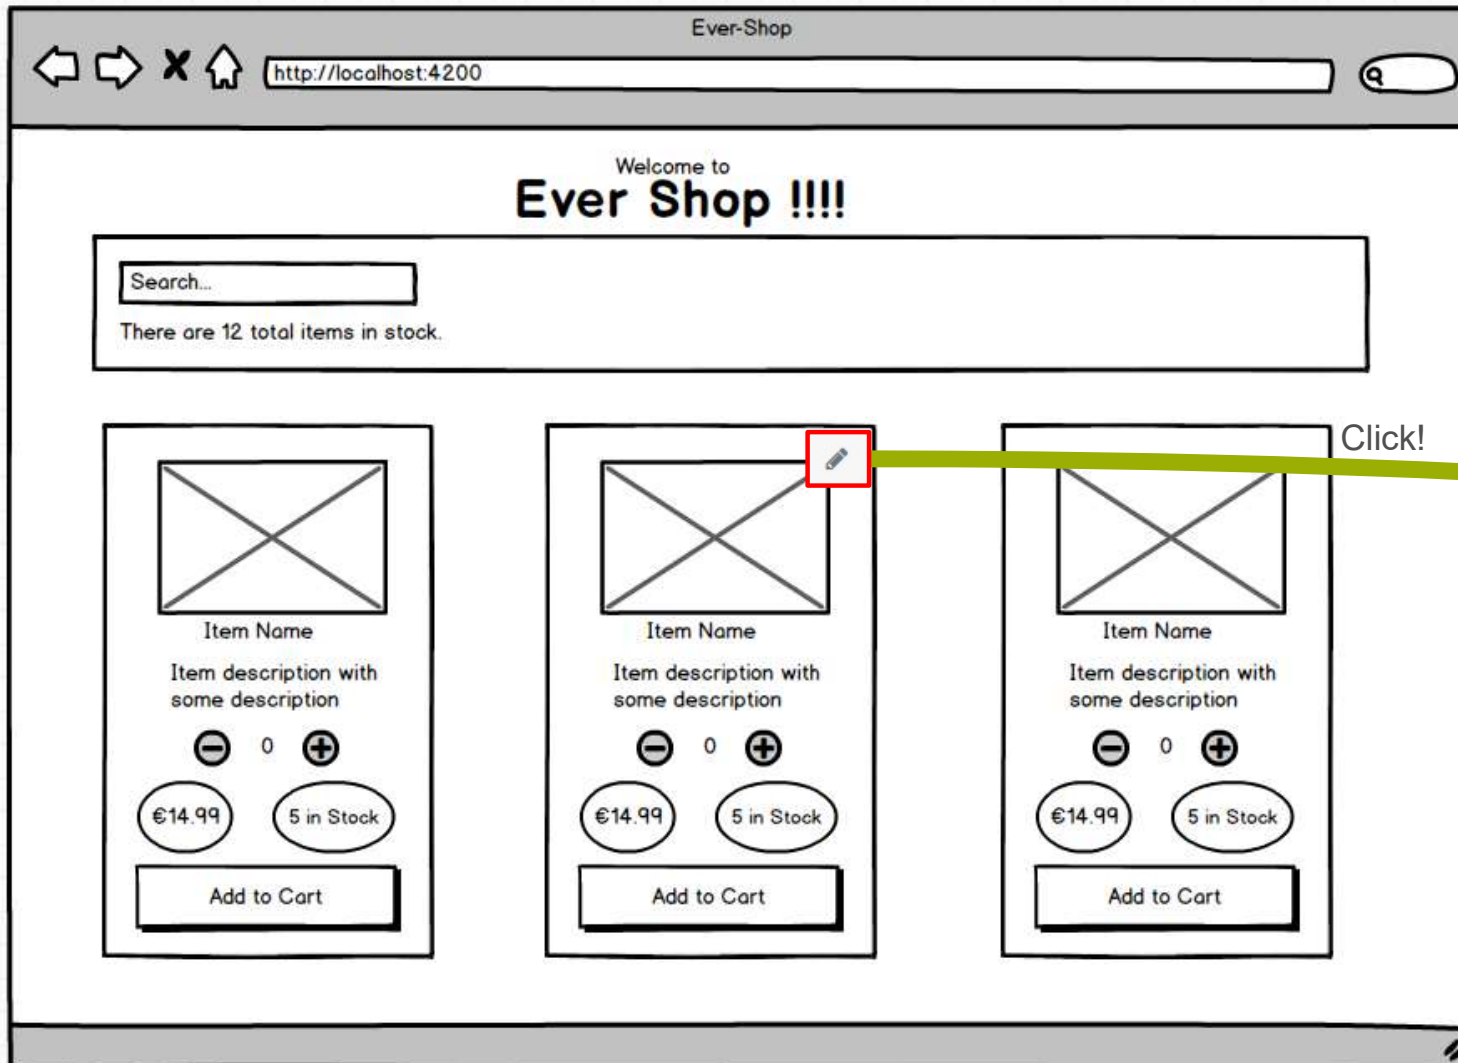 Ever-Shop
http://localhost:4200
Welcome to
Ever Shop !!!!
Search...
There are 12 total items in stock.
Click!
Item Name
Item description with
some description
0
€14.99
5 in Stock
Add to Cart
Item Name
Item description with
some description
0
€14.99
5 in Stock
Add to Cart
Item Name
Item description with
some description
0
€14.99
5 in Stock
Add to Cart